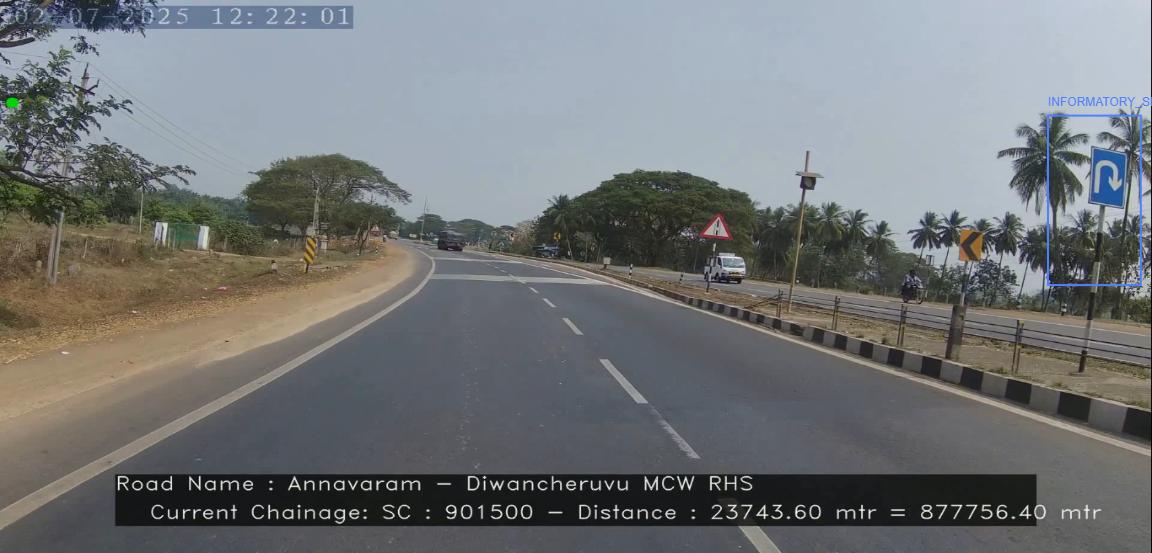 02-07-2025 12:22:01
INFORMATORY_S
Road Name : Annavaram - Diwancheruvu MCW RHS
Current Chainage: SC : 901500 - Distance : 23743.60 mtr = 877756.40 mtr